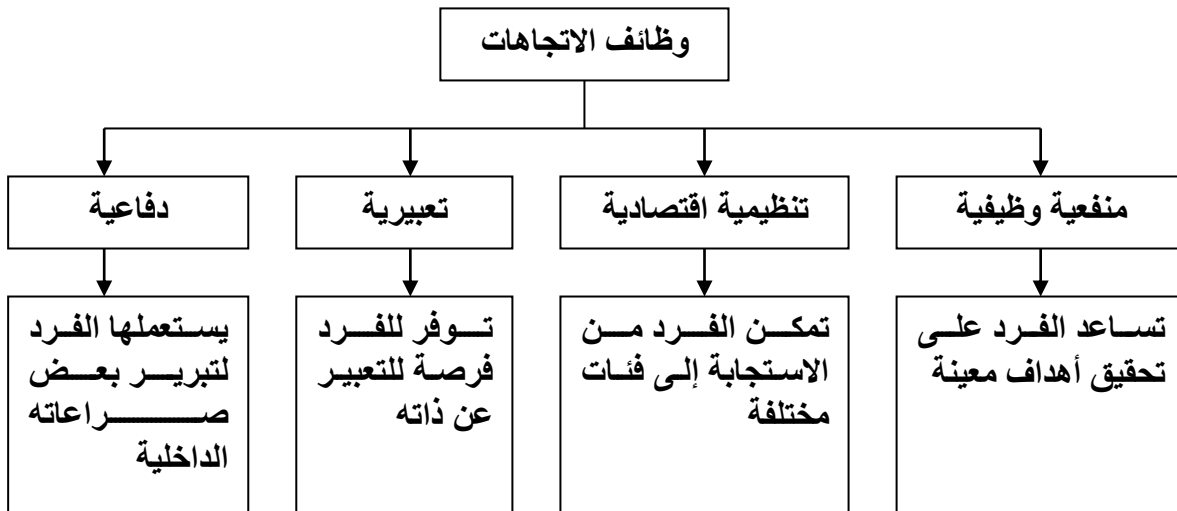 وظائف الاتجاهات
منفعية وظيفية
تنظيمية اقتصادية
تعبيرية
دفاعية
تساعد الفرد على
تحقيق أهداف معينة
تمكن الفرد من
الاستجابة إلى فئات
مختلفة
توفر للفرد
فرصة للتعبير
عن ذاته
يستعملها الفرد
لتبرير بعض
صراعاته
الداخلية